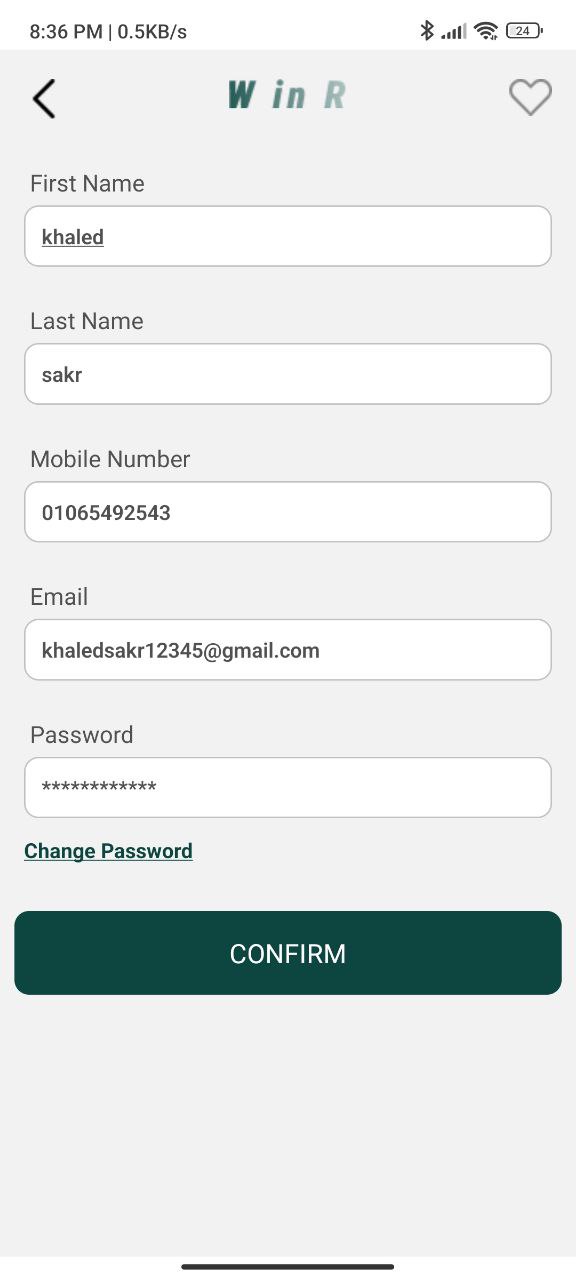 8:36 PM | 0.5KB/s 24
W in R
First Name
khaled
Last Name
sakr
Mobile Number
01065492543
Email
khaledsakr12345@gmail.com
Password
************
Change Password
CONFIRM